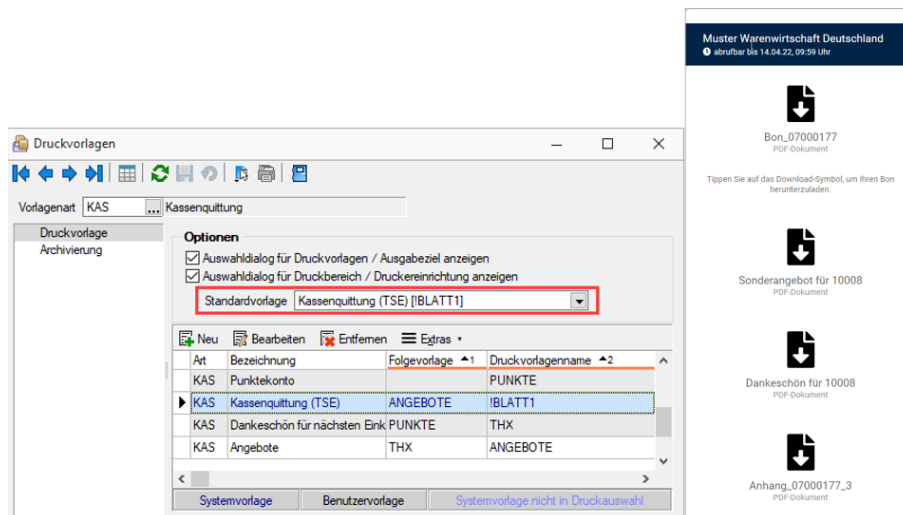 Druckvorlagen
Vorlagenart KAS ... Kassenquittung
Druckvorlage
Archivierung
Optionen
Auswahldialog für Druckvorlagen / Ausgabeziel anzeigen
Auswahldialog für Druckbereich / Druckereinrichtung anzeigen
Standardvorlage Kassenquittung (TSE) [!BLATT1]
Neu Bearbeiten Entfernen Extras
Art Bezeichnung Folgevorlage 1 Druckvorlagenname 2
KAS Punktekonto PUNKTE
KAS Kassenquittung (TSE) ANGEBOTE !BLATT1
KAS Dankeschön für nächsten Eink PUNKTE THX
KAS Angebote THX ANGEBOTE
Systemvorlage Benutzervorlage Systemvorlage nicht in Druckauswahl
Muster Warenwirtschaft Deutschland
abrufbar bis 14.04.22, 09:59 Uhr
Bon_07000177
PDF-Dokument
Tippen Sie auf das Download-Symbol, um Ihren Bon
herunterzuladen.
Sonderangebot für 10008
PDF-Dokument
Dankeschön für 10008
PDF-Dokument
Anhang_07000177_3
PDF-Dokument